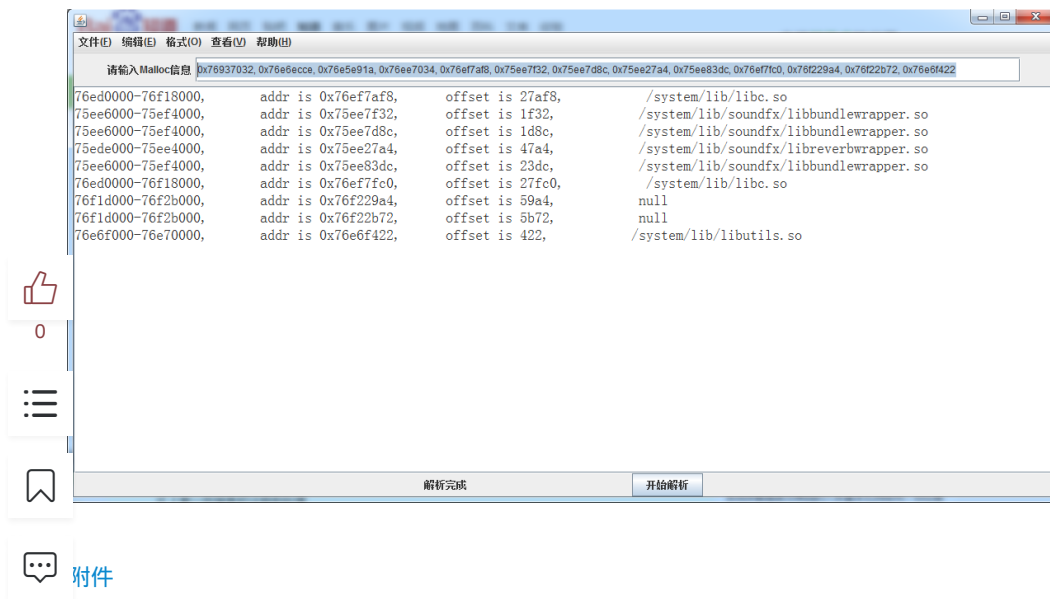 文件(F) 编辑(E) 格式(O) 查看(V) 帮助(H)
请输入Malloc信息 0x76937032, 0x76e6ecce, 0x76e5e91a, 0x76ee7034, 0x76ef7af8, 0x75ee7f32, 0x75ee7d8c, 0x75ee27a4, 0x75ee83dc, 0x76ef7fc0, 0x76f229a4, 0x76f22b72, 0x76e6f422
76ed0000-76f18000, addr is 0x76ef7af8, offset is 27af8, /system/lib/libc.so
75ee6000-75ef4000, addr is 0x75ee7f32, offset is 1f32, /system/lib/soundfx/libbundlewrapper.so
75ee6000-75ef4000, addr is 0x75ee7d8c, offset is 1d8c, /system/lib/soundfx/libbundlewrapper.so
75ede000-75ee4000, addr is 0x75ee27a4, offset is 47a4, /system/lib/soundfx/libreverbwrapper.so
75ee6000-75ef4000, addr is 0x75ee83dc, offset is 23dc, /system/lib/soundfx/libbundlewrapper.so
76ed0000-76f18000, addr is 0x76ef7fc0, offset is 27fc0, /system/lib/libc.so
76f1d000-76f2b000, addr is 0x76f229a4, offset is 59a4, null
76f1d000-76f2b000, addr is 0x76f22b72, offset is 5b72, null
76e6f000-76e70000, addr is 0x76e6f422, offset is 422, /system/lib/libutils.so
0
解析完成 开始解析
附件